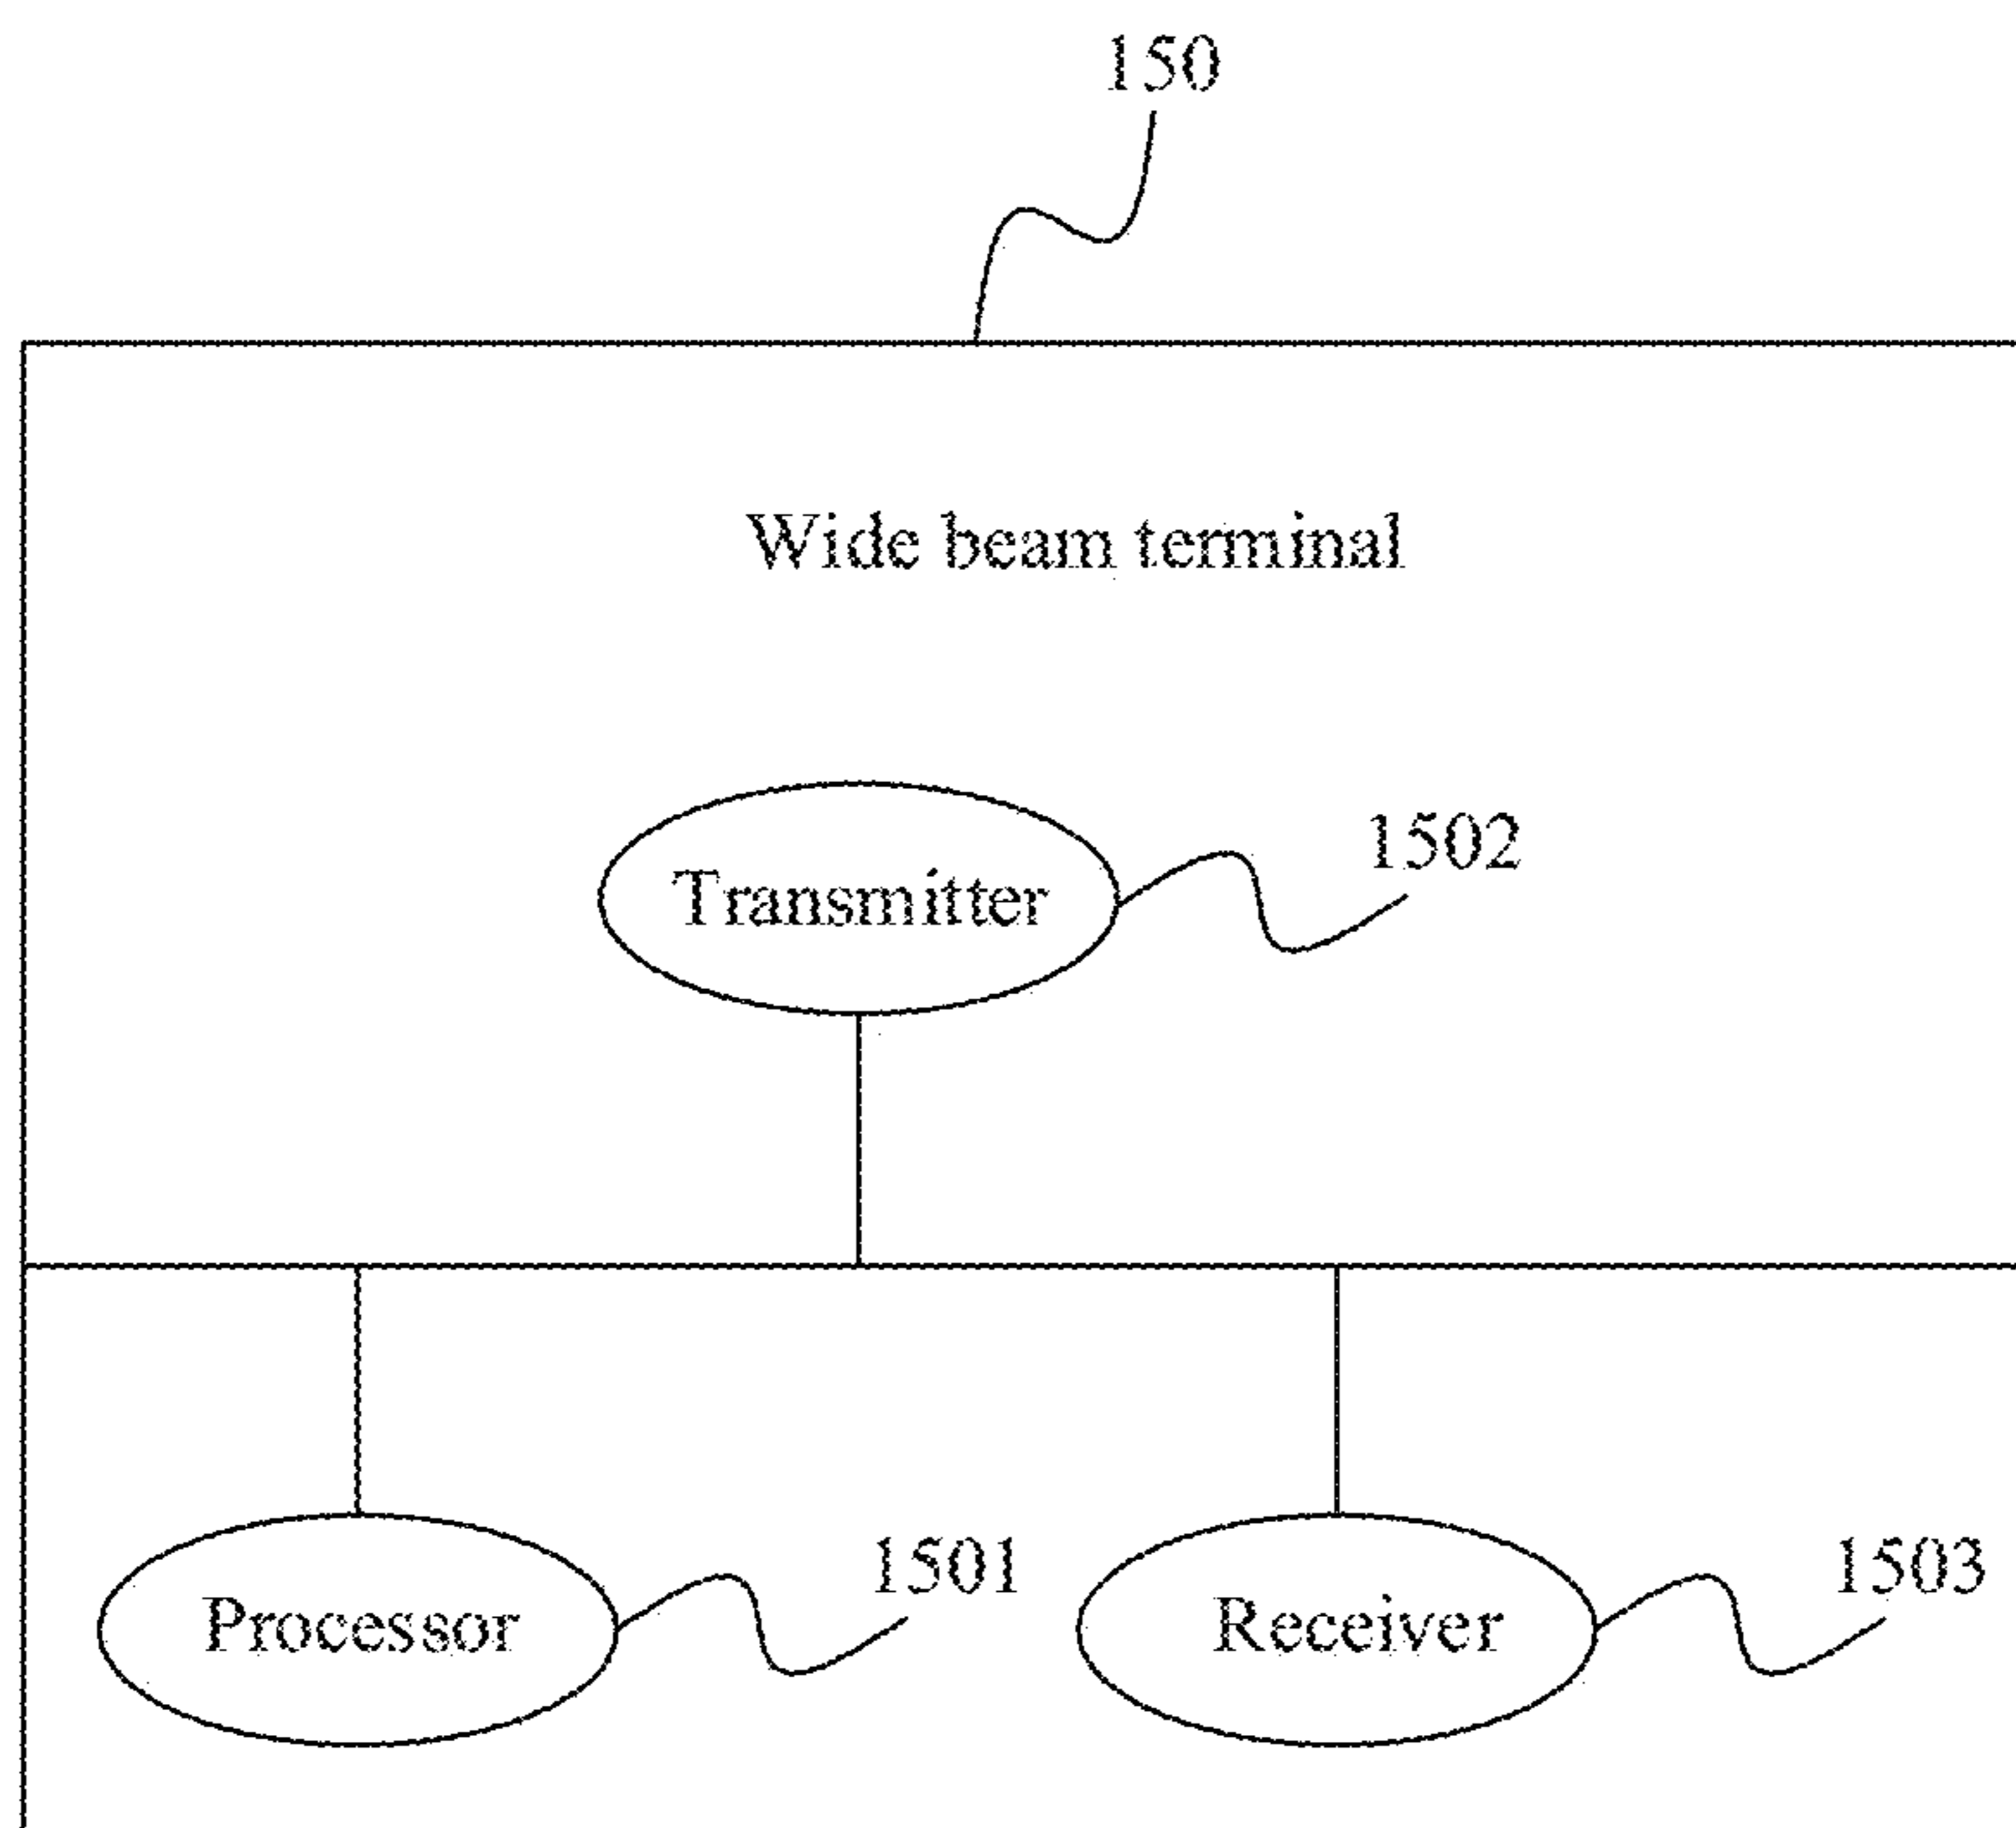 150
Wide beam terminal
1502
Transmitter
1501
1503
Processor
Receiver